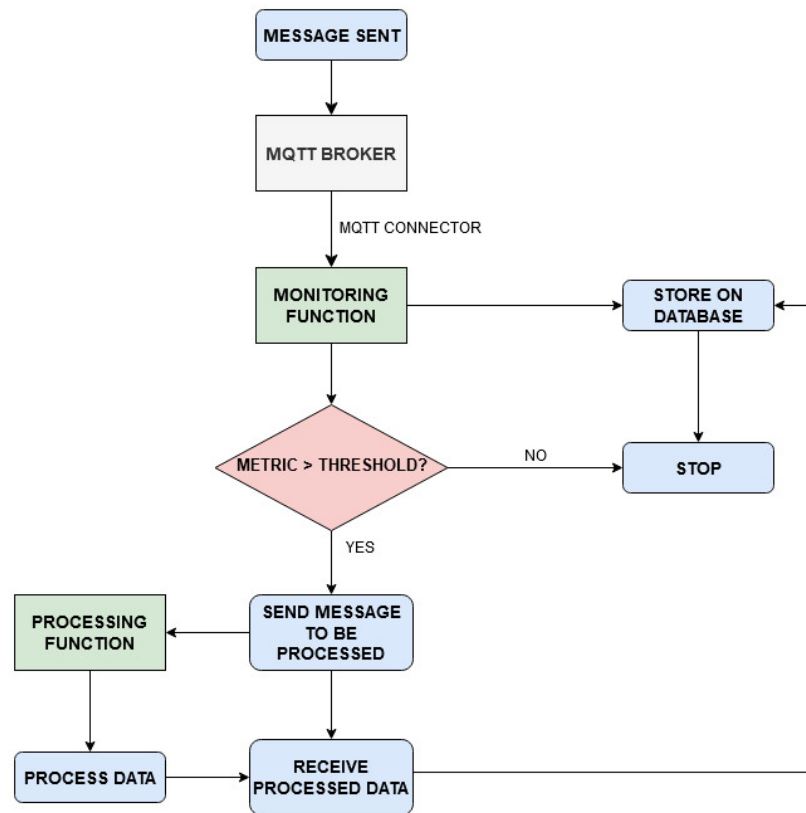 MESSAGE SENT
MQTT BROKER
MQTT CONNECTOR
MONITORING
FUNCTION
STORE ON
DATABASE
METRIC > THRESHOLD?
NO
STOP
YES
PROCESSING
FUNCTION
SEND MESSAGE
TO BE
PROCESSED
PROCESS DATA
RECEIVE
PROCESSED DATA